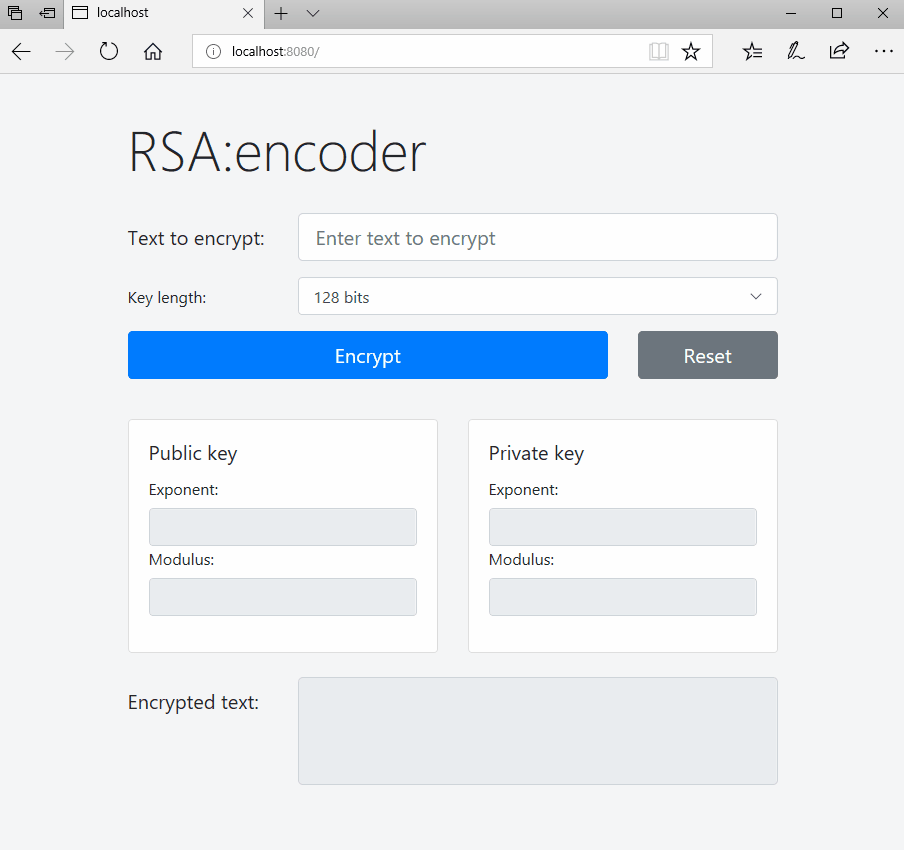 localhost
localhost:8080/
RSA:encoder
Text to encrypt:
Enter text to encrypt
Key length:
128 bits
Encrypt
Reset
Public key
Exponent:
Modulus:
Private key
Exponent:
Modulus:
Encrypted text: